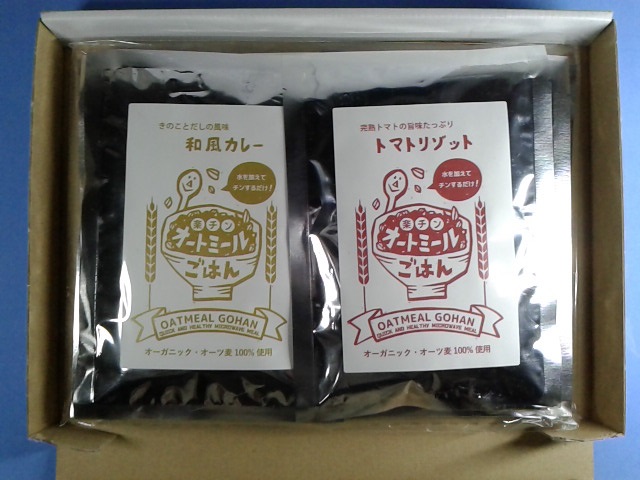 きのことだしの風味
和風カレー
水を加えて
チンするだけ!
楽チン
オートミール
ごはん
OATMEAL GOHAN
QUICK AND HEALTHY MICROWAVE MEAL
オーガニック・オーツ麦100%使用
完熟トマトの旨味たっぷり
トマトリゾット
水を加えて
チンするだけ!
楽チン
オートミール
ごはん
OATMEAL GOHAN
QUICK AND HEALTHY MICROWAVE MEAL
オーガニック・オーツ麦100%使用